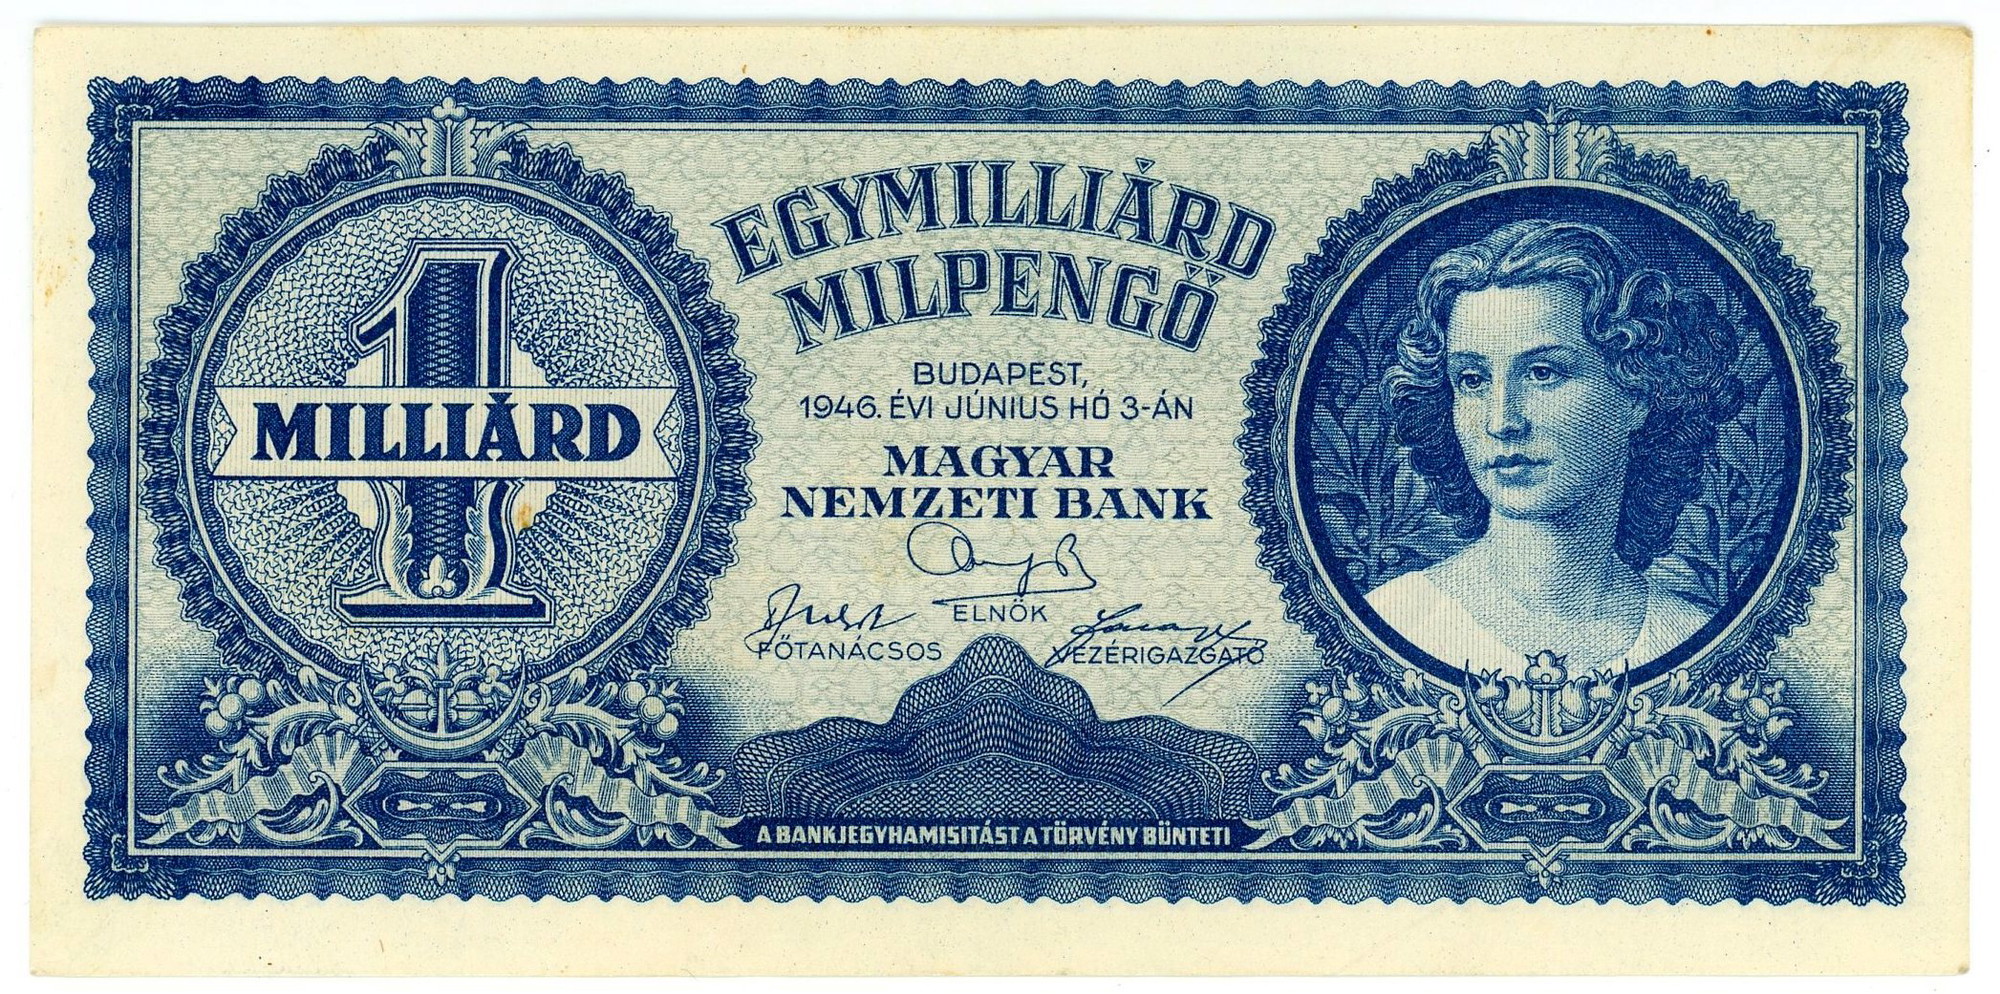 EGYMILLIÁRD
MILPENGŐ
1
MILLIÁRD
BUDAPEST,
1946. ÉVI JÚNIUS HÓ 3-ÁN
MAGYAR
NEMZETI BANK
ELNÖK
FŐTANÁCSOS
VEZÉRIGAZGATÓ
A BANKJEGYHAMISITÁST A TÖRVÉNY BÜNTETI